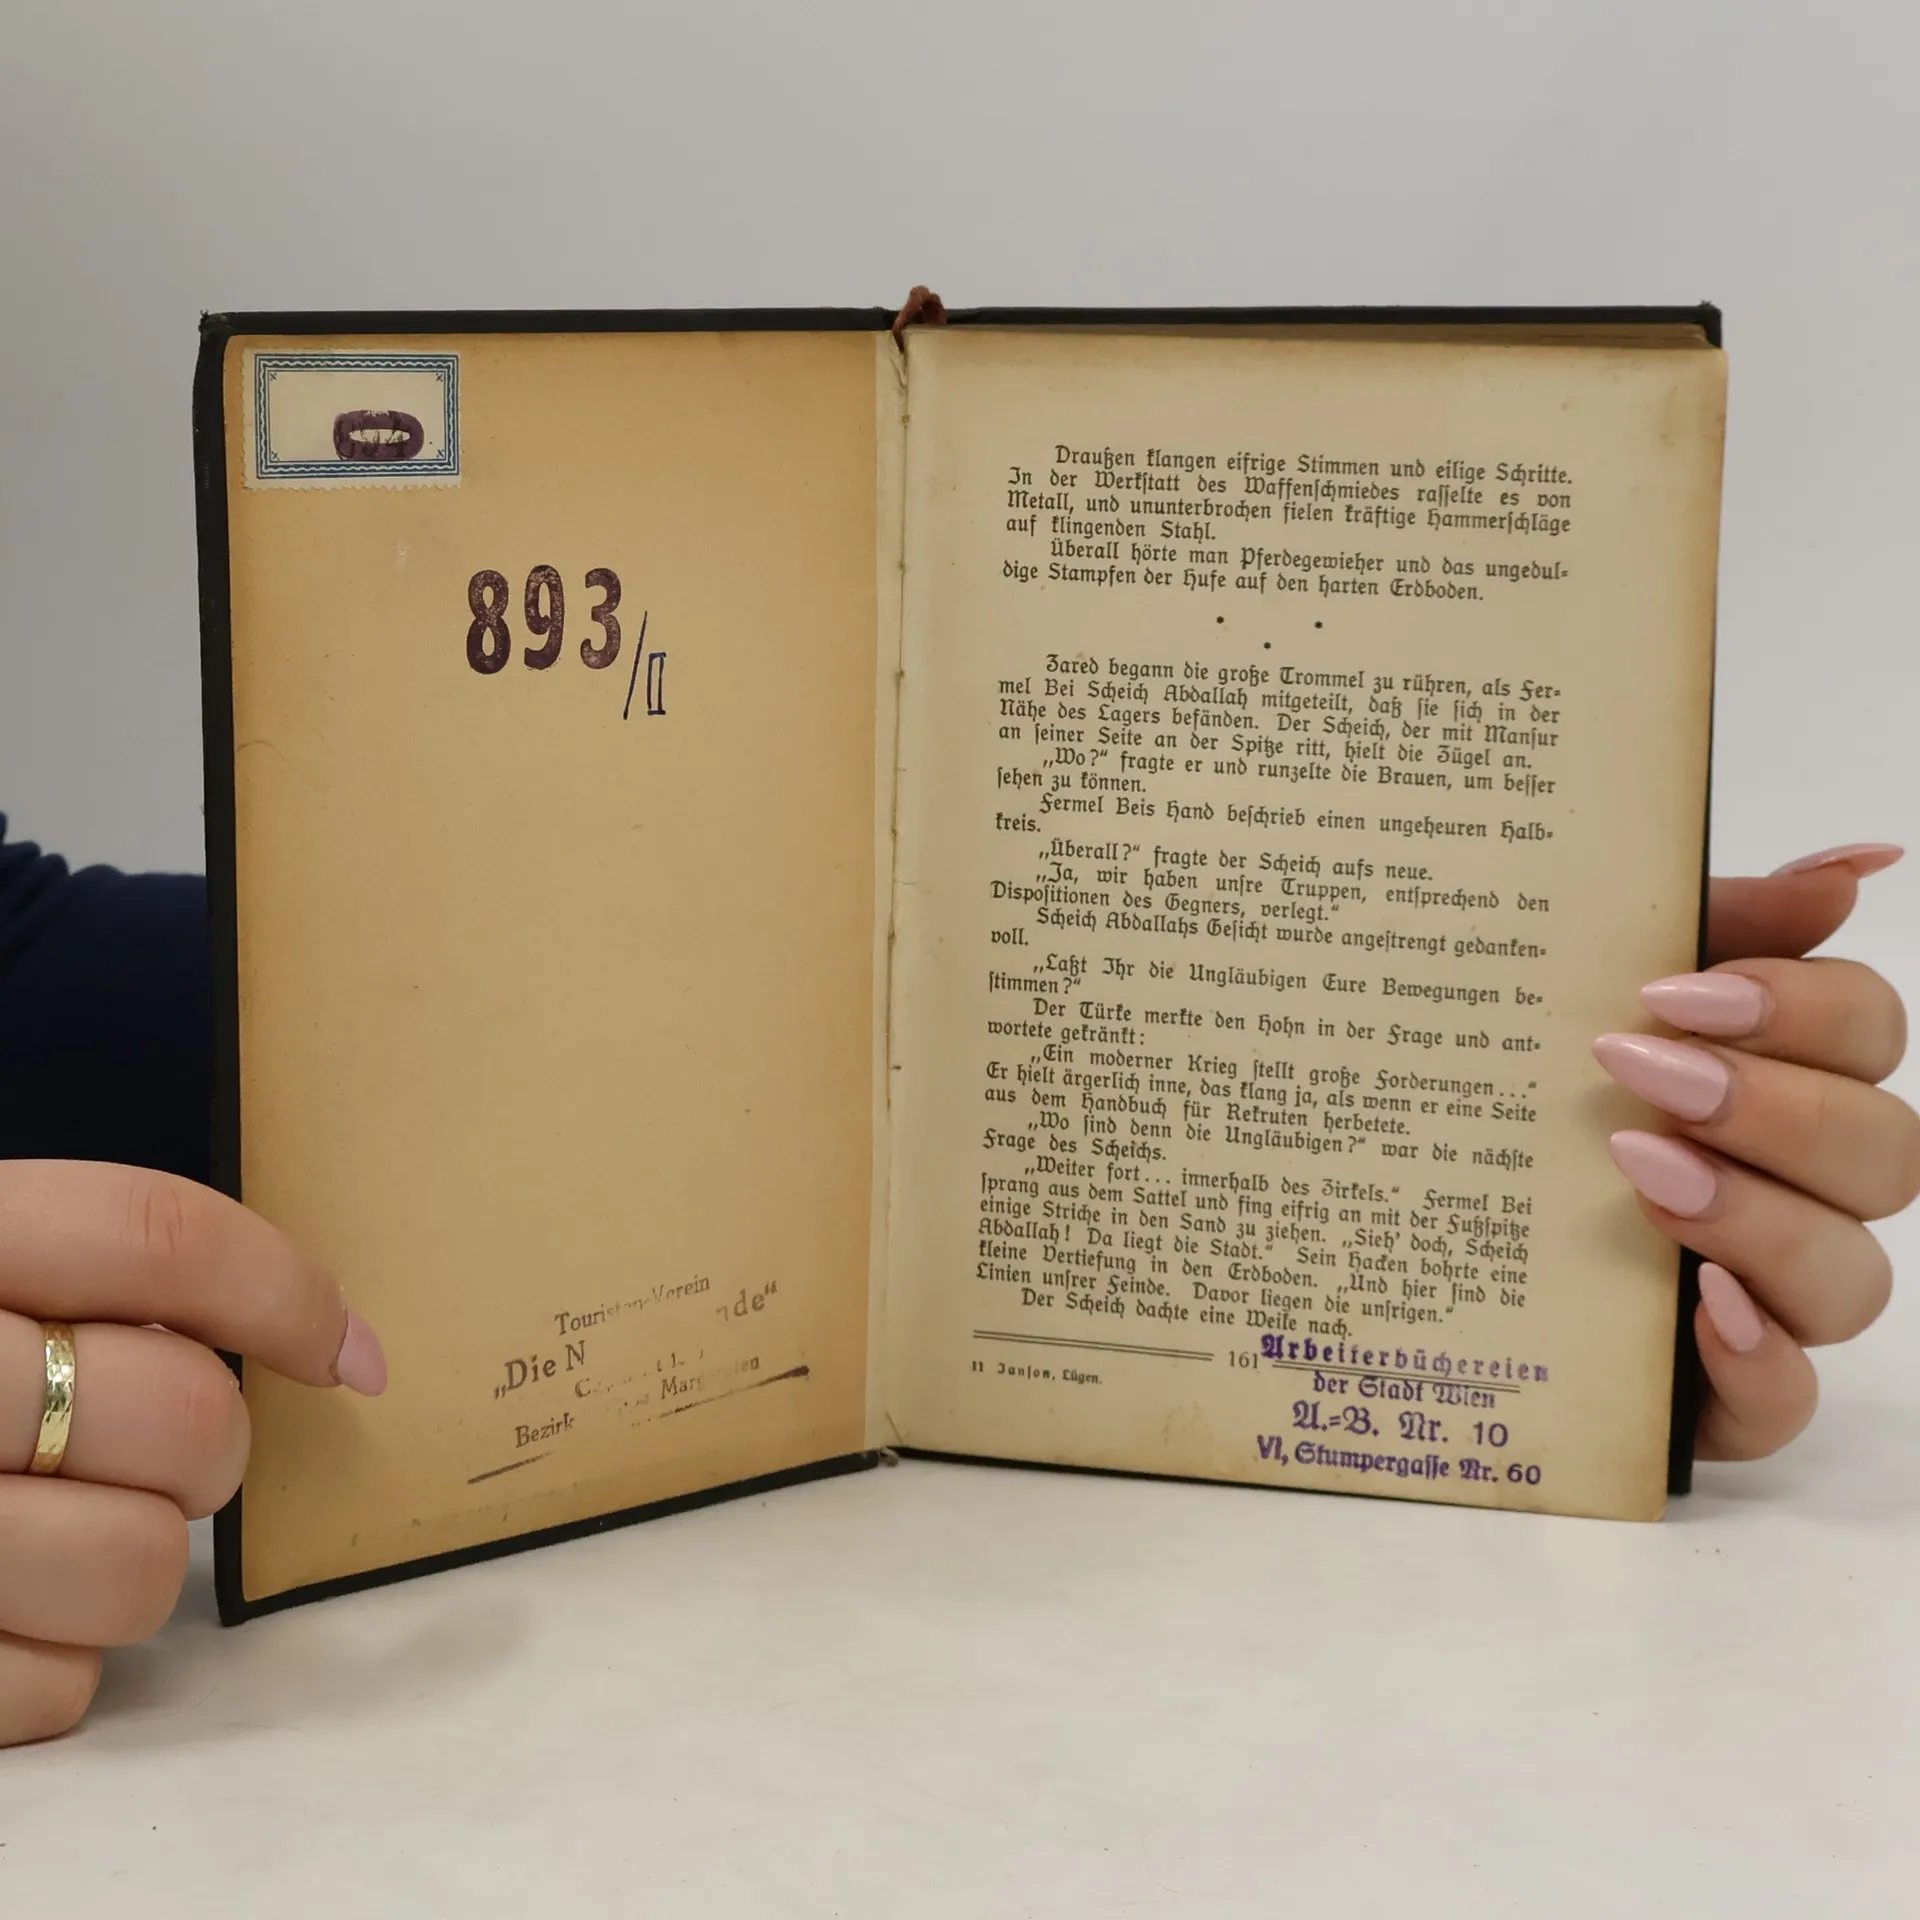 893/II
Touristen-Verein
„Die N de“
Bezirk
Draußen klangen eifrige Stimmen und eilige Schritte.
In der Werkstatt des Waffenschmiedes rasselte es von
Metall, und ununterbrochen fielen kräftige Hammerschläge
auf klingenden Stahl.
Überall hörte man Pferdegewieher und das ungedul-
dige Stampfen der Hufe auf den harten Erdboden.
Zared begann die große Trommel zu rühren, als Fer-
mel Bei Scheich Abdallah mitgeteilt, daß sie sich in der
Nähe des Lagers befänden. Der Scheich, der mit Mansur
an seiner Seite an der Spitze ritt, hielt die Zügel an.
„Wo?“ fragte er und runzelte die Brauen, um besser
sehen zu können.
Fermel Beis Hand beschrieb einen ungeheuren Halb-
kreis.
„Überall?“ fragte der Scheich aufs neue.
„Ja, wir haben unsre Truppen, entsprechend den
Dispositionen des Gegners, verlegt.“
Scheich Abdallahs Gesicht wurde angestrengt gedanken-
voll.
„Laßt Ihr die Ungläubigen Eure Bewegungen be-
stimmen?“
Der Türke merkte den Hohn in der Frage und ant-
wortete gekränkt:
„Ein moderner Krieg stellt große Forderungen...“
Er hielt ärgerlich inne, das klang ja, als wenn er eine Seite
aus dem Handbuch für Rekruten herbetete.
„Wo sind denn die Ungläubigen?“ war die nächste
Frage des Scheichs.
„Weiter fort... innerhalb des Zirkels.“ Fermel Bei
sprang aus dem Sattel und fing eifrig an mit der Fußspitze
einige Striche in den Sand zu ziehen. „Sieh' doch, Scheich
Abdallah! Da liegt die Stadt.“ Sein Hacken bohrte eine
kleine Vertiefung in den Erdboden. „Und hier sind die
Linien unsrer Feinde. Davor liegen die unsrigen.“
Der Scheich dachte eine Weile nach.
161
11 Janson, Lügen.
Arbeiterbüchereien
der Stadt Wien
A.-B. Nr. 10
VI, Stumpergasse Nr. 60